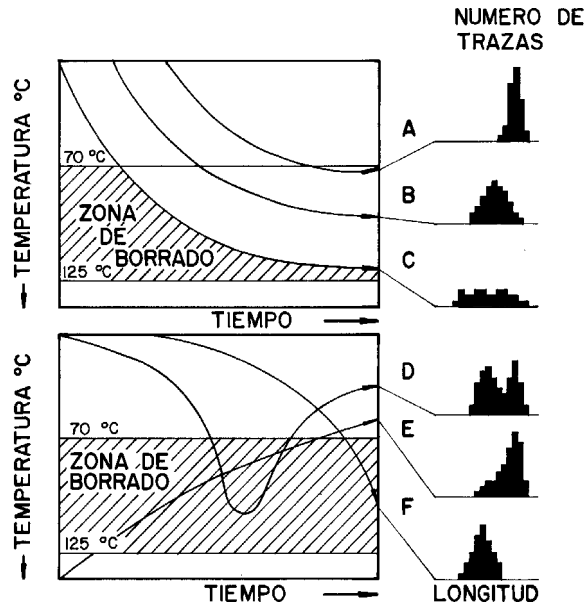 NUMERO DE
TRAZAS
TEMPERATURA °C
70 °C
ZONA
DE
BORRADO
125 °C
TIEMPO
A
B
C
TEMPERATURA °C
70 °C
ZONA DE
BORRADO
125 °C
TIEMPO
D
E
F
LONGITUD